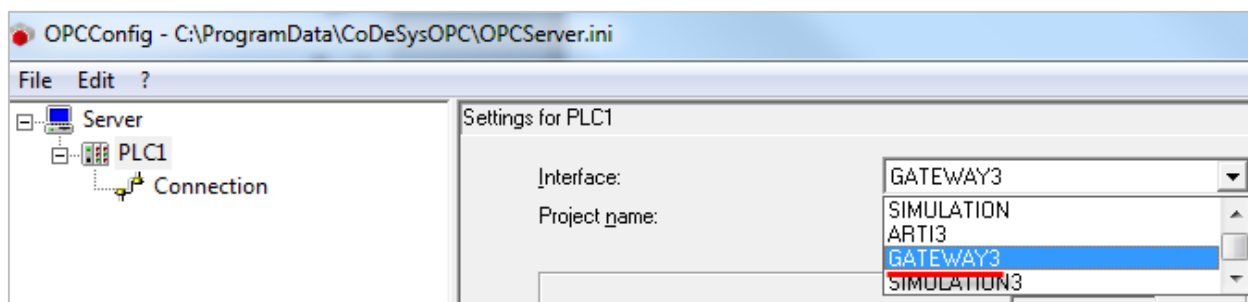 OPCConfig - C:\ProgramData\CoDeSysOPC\OPCServer.ini
File Edit ?
Server
PLC1
Connection
Settings for PLC1
Interface: GATEWAY3
Project name:
SIMULATION
ARTI3
GATEWAY3
SIMULATION3